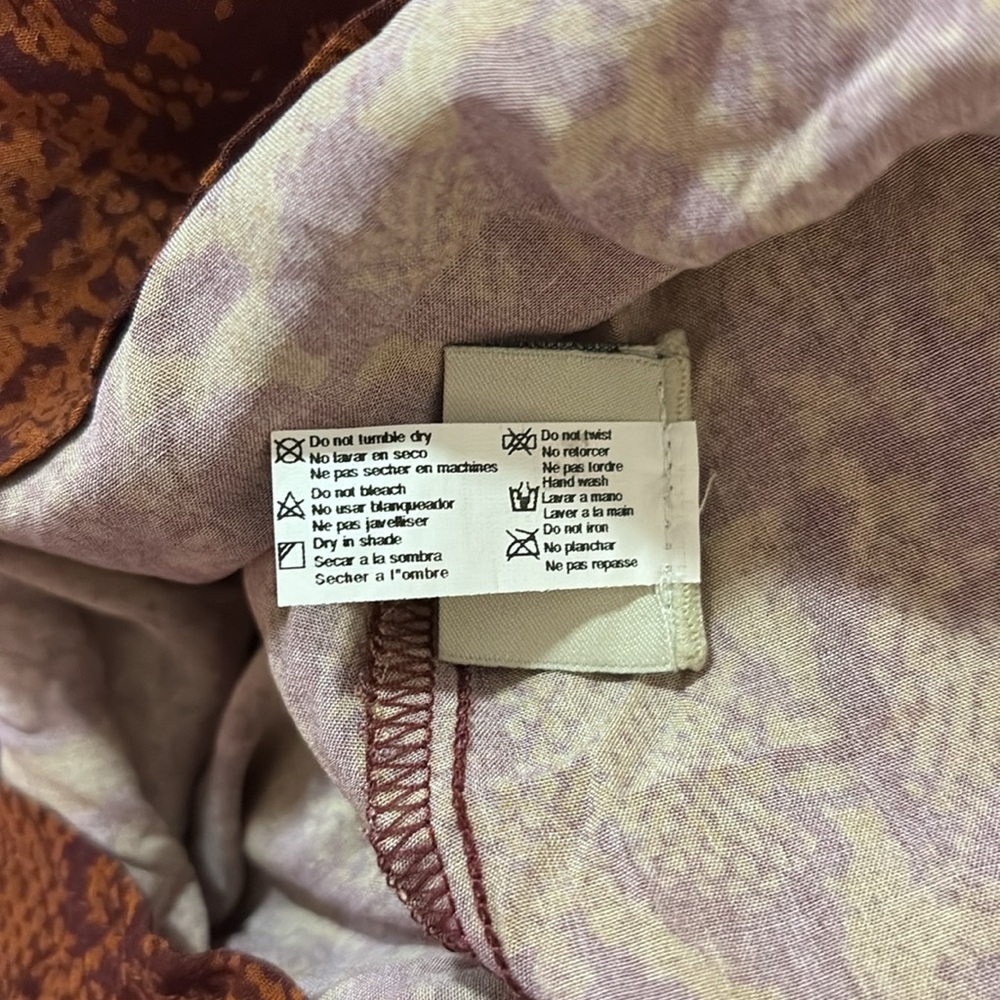 Do not tumble dry
No lavar en seco
Ne pas secher en machines
Do not bleach
No usar blanqueador
Ne pas javelliser
Dry in shade
Secar a la sombra
Secher a l"ombre
Do not twist
No retorcer
Ne pas tordre
Hand wash
Lavar a mano
Laver a la main
Do not iron
No planchar
Ne pas repasse